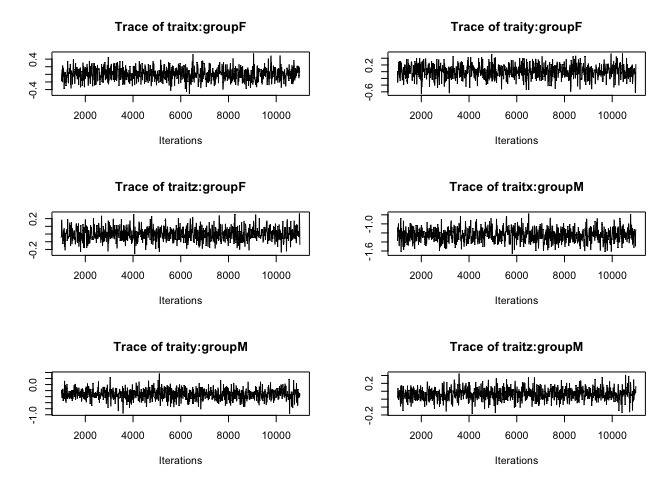 Trace of traitx:groupF
0.4
-0.4
2000 4000 6000 8000 10000
Iterations
Trace of traity:groupF
0.2
-0.6
2000 4000 6000 8000 10000
Iterations
Trace of traitz:groupF
0.2
-0.2
2000 4000 6000 8000 10000
Iterations
Trace of traitx:groupM
-1.0
-1.6
2000 4000 6000 8000 10000
Iterations
Trace of traity:groupM
0.0
-1.0
2000 4000 6000 8000 10000
Iterations
Trace of traitz:groupM
0.2
-0.2
2000 4000 6000 8000 10000
Iterations